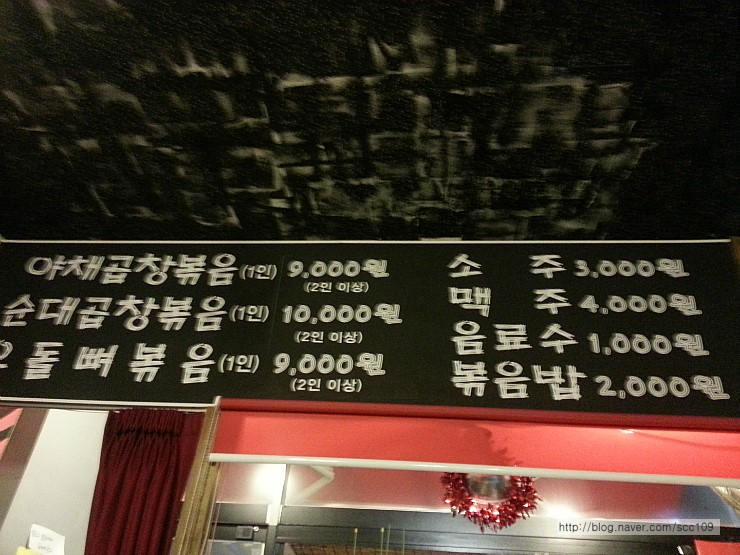 야채곱창볶음(1인) 9,000원
(2인 이상)
순대곱창볶음(1인) 10,000원
(2인 이상)
오돌뼈볶음(1인) 9,000원
(2인 이상)
소 주 3,000원
맥 주 4,000원
음료수 1,000원
볶음밥 2,000원
http://blog.naver.com/scc109